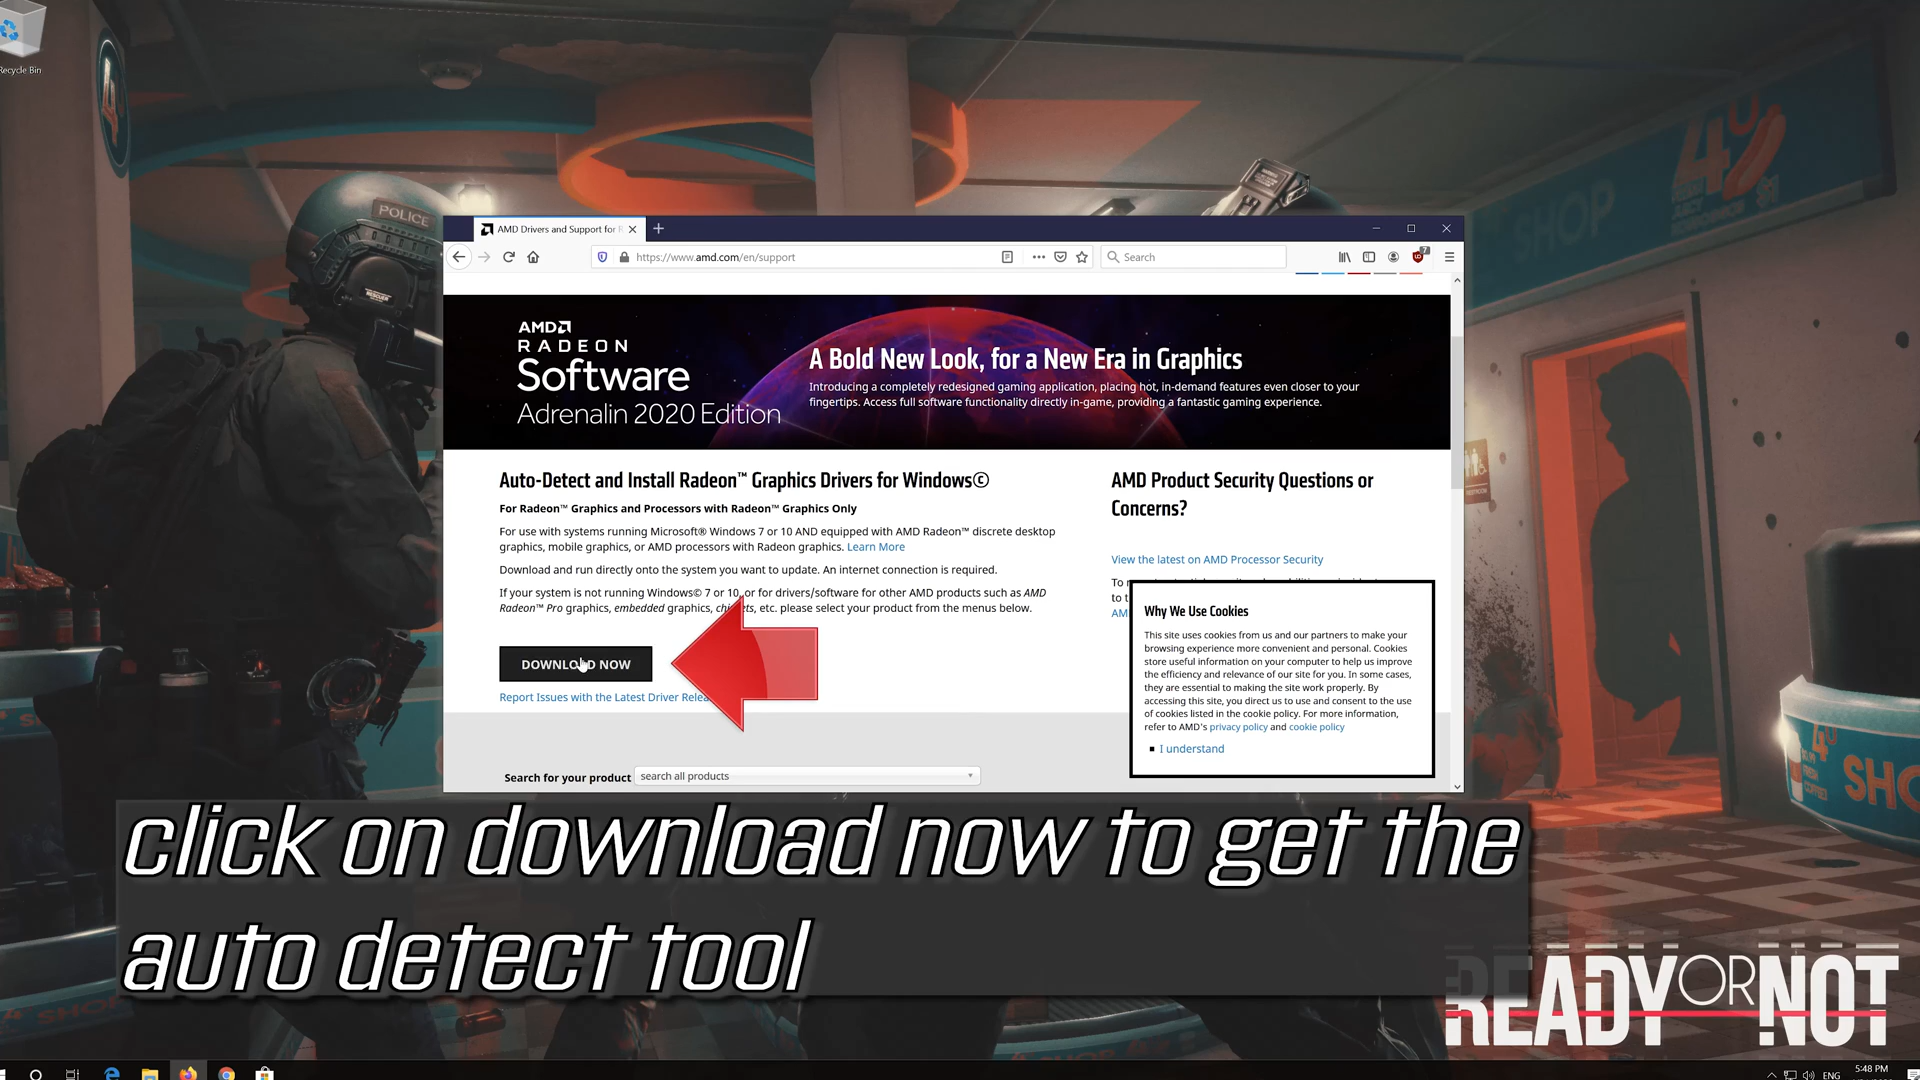 Recycle Bin
4
POLICE
RESCUER
SHOP
SHOP
AMD Drivers and Support for R
https://www.amd.com/en/support
Search
7
AMD
RADEON
Software
Adrenalin 2020 Edition
A Bold New Look, for a New Era in Graphics
Introducing a completely redesigned gaming application, placing hot, in-demand features even closer to your
fingertips. Access full software functionality directly in-game, providing a fantastic gaming experience.
Auto-Detect and Install Radeon™ Graphics Drivers for Windows©
For Radeon™ Graphics and Processors with Radeon™ Graphics Only
For use with systems running Microsoft® Windows 7 or 10 AND equipped with AMD Radeon™ discrete desktop
graphics, mobile graphics, or AMD processors with Radeon graphics. Learn More
Download and run directly onto the system you want to update. An internet connection is required.
If your system is not running Windows© 7 or 10, or for drivers/software for other AMD products such as AMD
Radeon™ Pro graphics, embedded graphics, chipsets, etc. please select your product from the menus below.
DOWNLOAD NOW
Report Issues with the Latest Driver Relea
Search for your product
search all products
AMD Product Security Questions or
Concerns?
View the latest on AMD Processor Security
To
to t
AM
Why We Use Cookies
This site uses cookies from us and our partners to make your
browsing experience more convenient and personal. Cookies
store useful information on your computer to help us improve
the efficiency and relevance of our site for you. In some cases,
they are essential to making the site work properly. By
accessing this site, you direct us to use and consent to the use
of cookies listed in the cookie policy. For more information,
refer to AMD's privacy policy and cookie policy
I understand
click on download now to get the
auto detect tool
READY OR NOT
ENG
5:48 PM